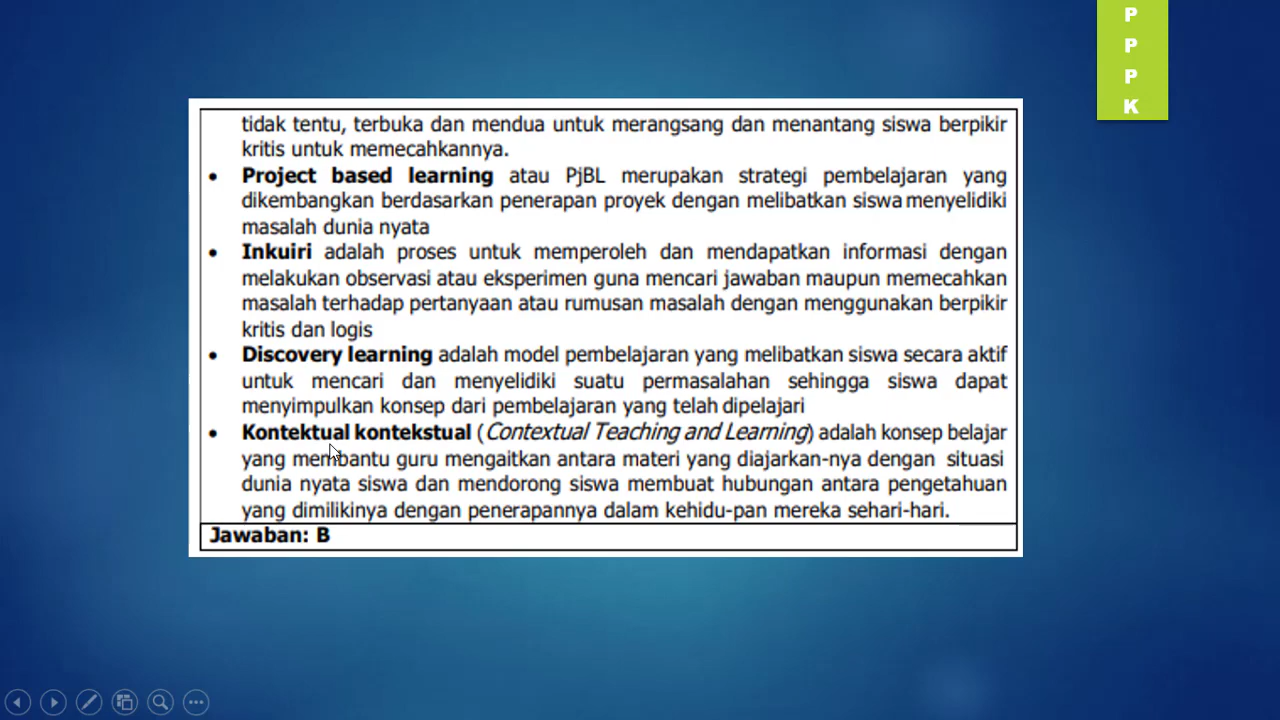 P
P
P
K
tidak tentu, terbuka dan mendua untuk merangsang dan menantang siswa berpikir
kritis untuk memecahkannya.
• Project based learning atau PjBL merupakan strategi pembelajaran yang
dikembangkan berdasarkan penerapan proyek dengan melibatkan siswa menyelidiki
masalah dunia nyata
• Inkuiri adalah proses untuk memperoleh dan mendapatkan informasi dengan
melakukan observasi atau eksperimen guna mencari jawaban maupun memecahkan
masalah terhadap pertanyaan atau rumusan masalah dengan menggunakan berpikir
kritis dan logis
• Discovery learning adalah model pembelajaran yang melibatkan siswa secara aktif
untuk mencari dan menyelidiki suatu permasalahan sehingga siswa dapat
menyimpulkan konsep dari pembelajaran yang telah dipelajari
• Kontektual kontekstual (Contextual Teaching and Learning) adalah konsep belajar
yang membantu guru mengaitkan antara materi yang diajarkan-nya dengan situasi
dunia nyata siswa dan mendorong siswa membuat hubungan antara pengetahuan
yang dimilikinya dengan penerapannya dalam kehidu-pan mereka sehari-hari.
Jawaban: B